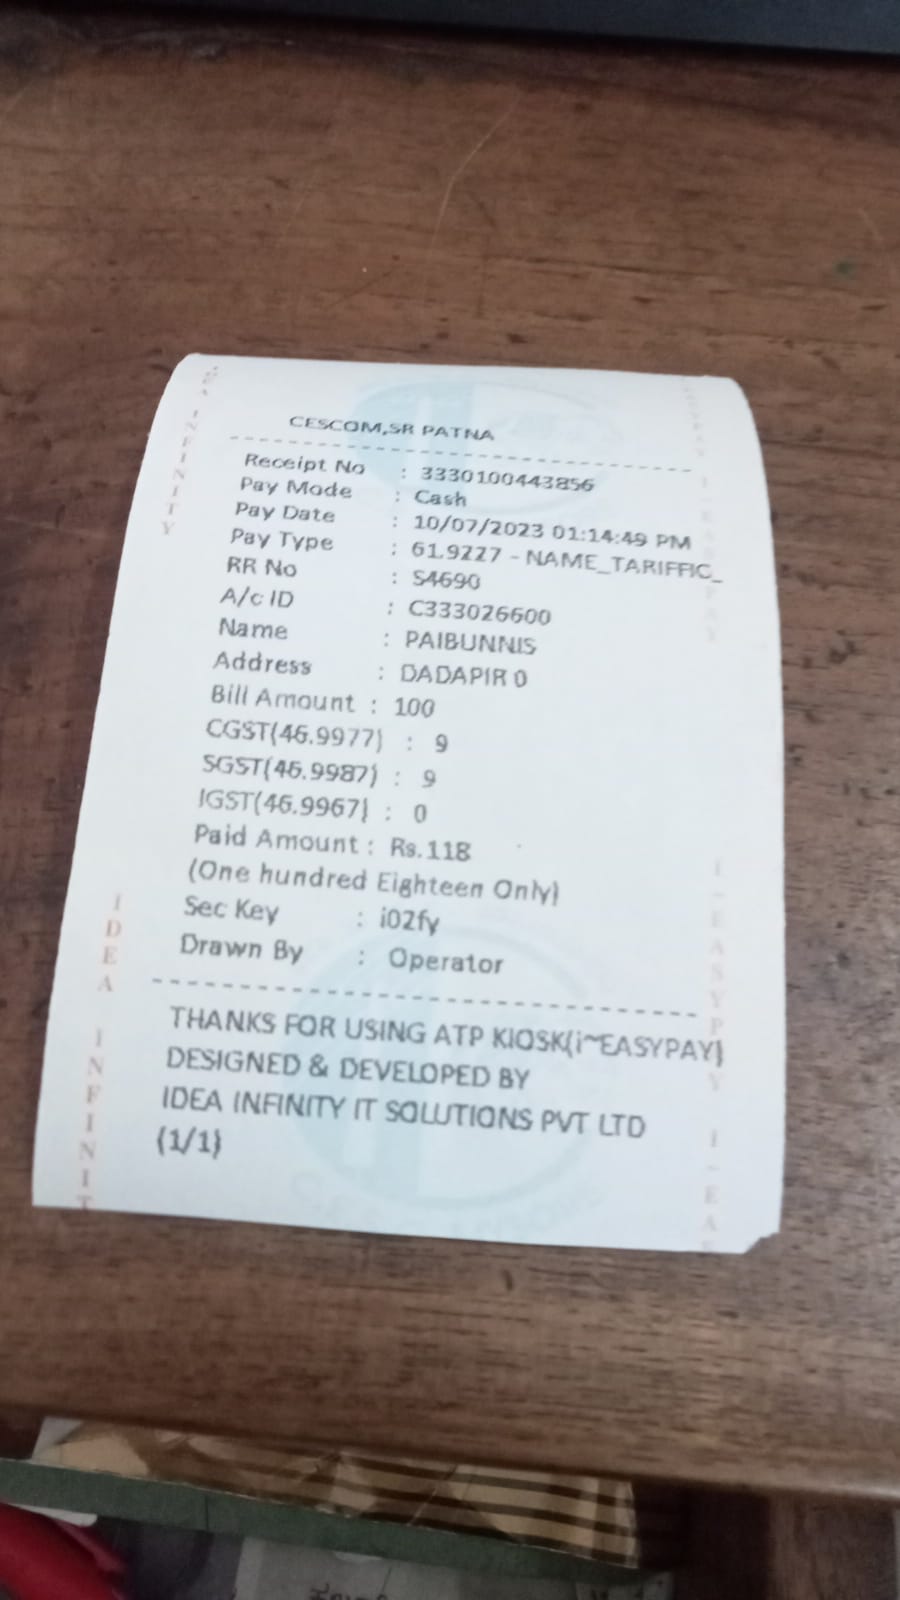 CESCOM,SR PATNA
--------------------------------
Receipt No : 3330100443856
Pay Mode : Cash
Pay Date : 10/07/2023 01:14:49 PM
Pay Type : 61.9227 - NAME_TARIFFIC_
RR No : S4690
A/c ID : C333026600
Name : PAIBUNNIS
Address : DADAPIR 0
Bill Amount : 100
CGST(46.9977) : 9
SGST(46.9987) : 9
IGST(46.9967) : 0
Paid Amount : Rs.118
(One hundred Eighteen Only)
Sec Key : i02fy
Drawn By : Operator
--------------------------------
THANKS FOR USING ATP KIOSK(i~EASYPAY)
DESIGNED & DEVELOPED BY
IDEA INFINITY IT SOLUTIONS PVT LTD
(1/1)
IDEA INFINITY
IDEA INFINIT